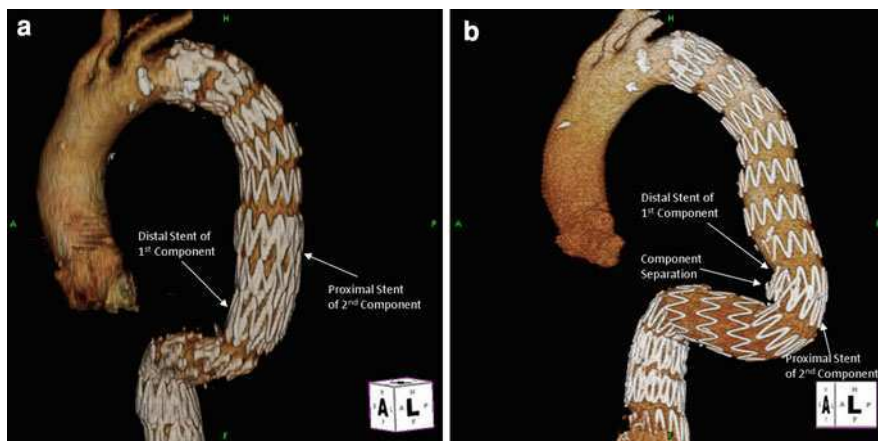 a
H
A
P
Distal Stent of
1st Component
Proximal Stent
of 2nd Component
F
A
L
b
H
A
Distal Stent of
1st Component
Component
Separation
Proximal Stent
of 2nd Component
F
A
L